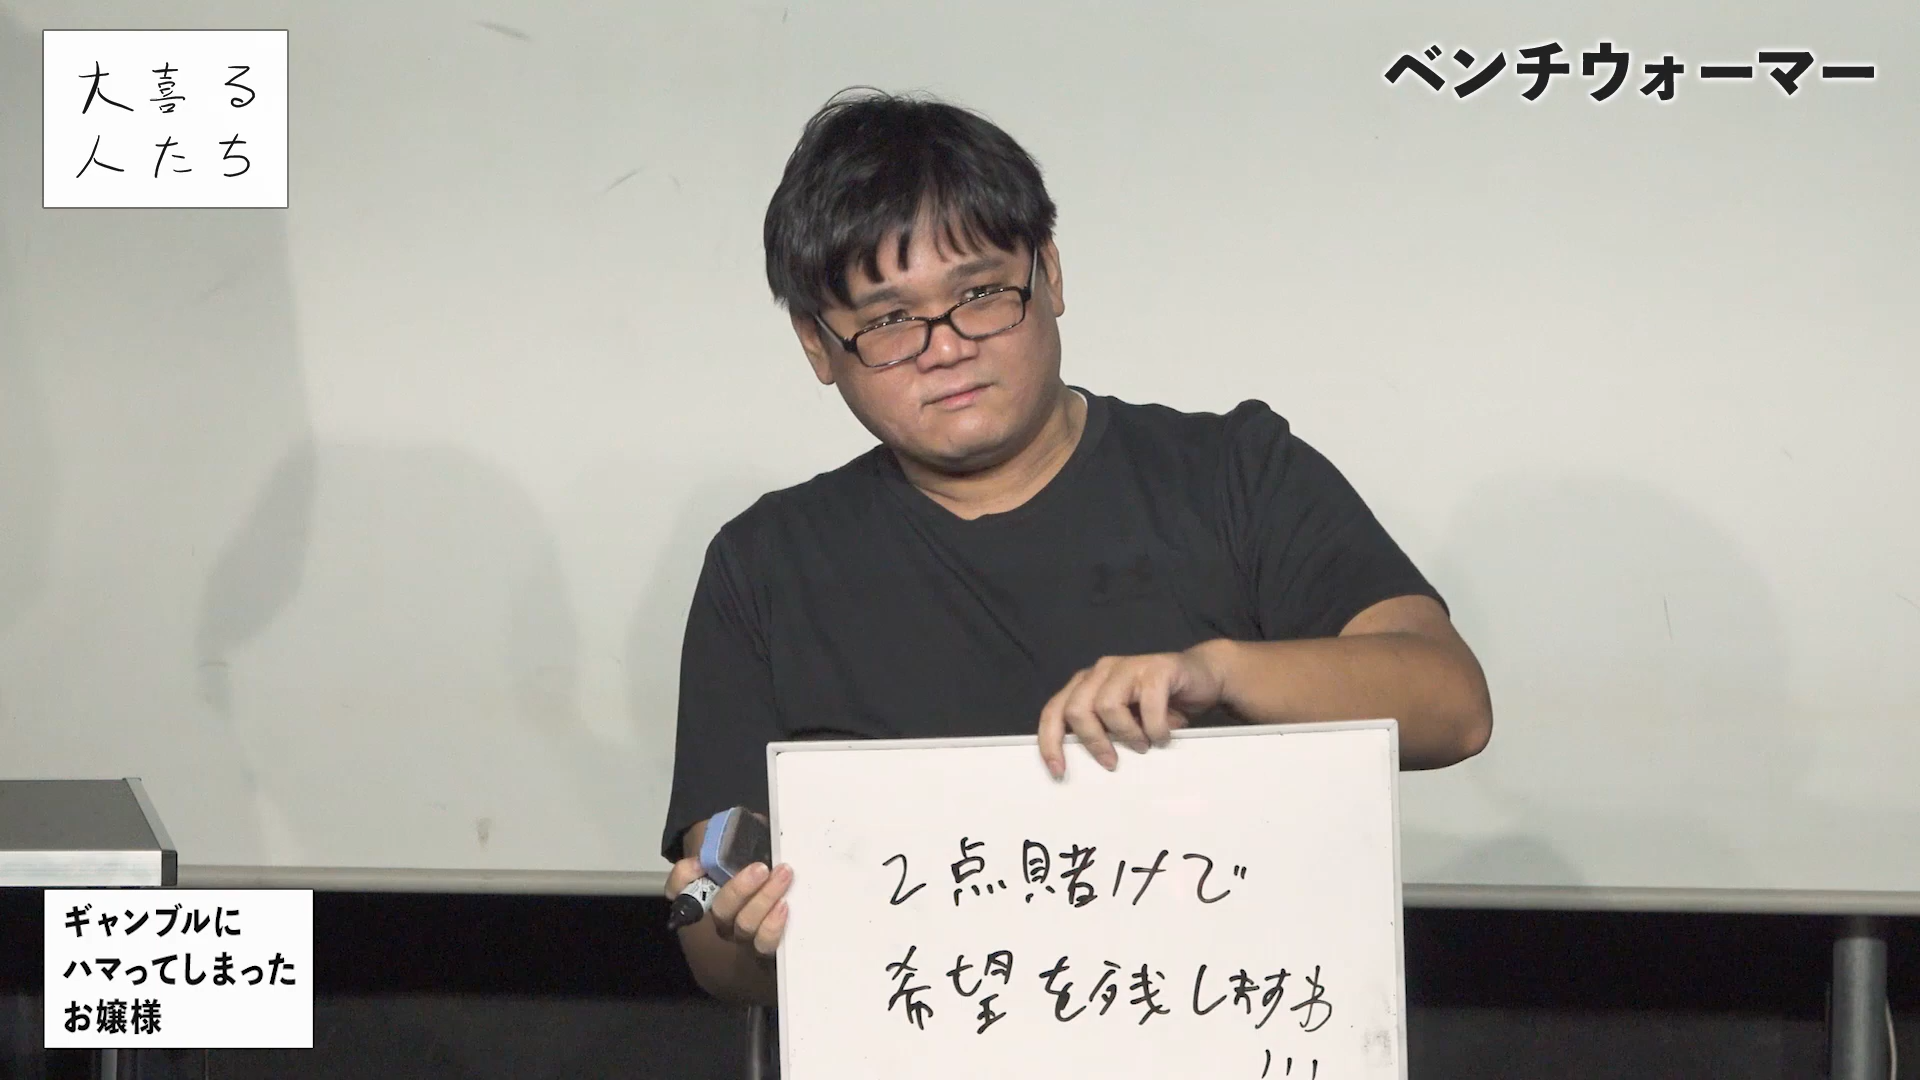 大喜る
人たち
ベンチウォーマー
2点賭けで
希望を残しますわ
!!!
ギャンブルに
ハマってしまった
お嬢様